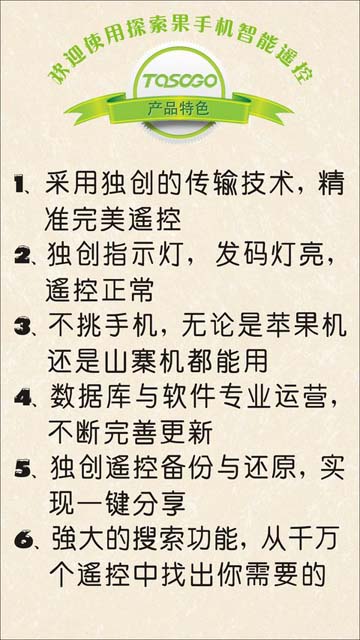 欢迎使用探索果手机智能遥控
TOSOGO
产品特色
1、采用独创的传输技术，精
准完美遥控
2、独创指示灯，发码灯亮，
遥控正常
3、不挑手机，无论是苹果机
还是山寨机都能用
4、数据库与软件专业运营，
不断完善更新
5、独创遥控备份与还原，实
现一键分享
6、強大的搜索功能，从千万
个遥控中找出你需要的